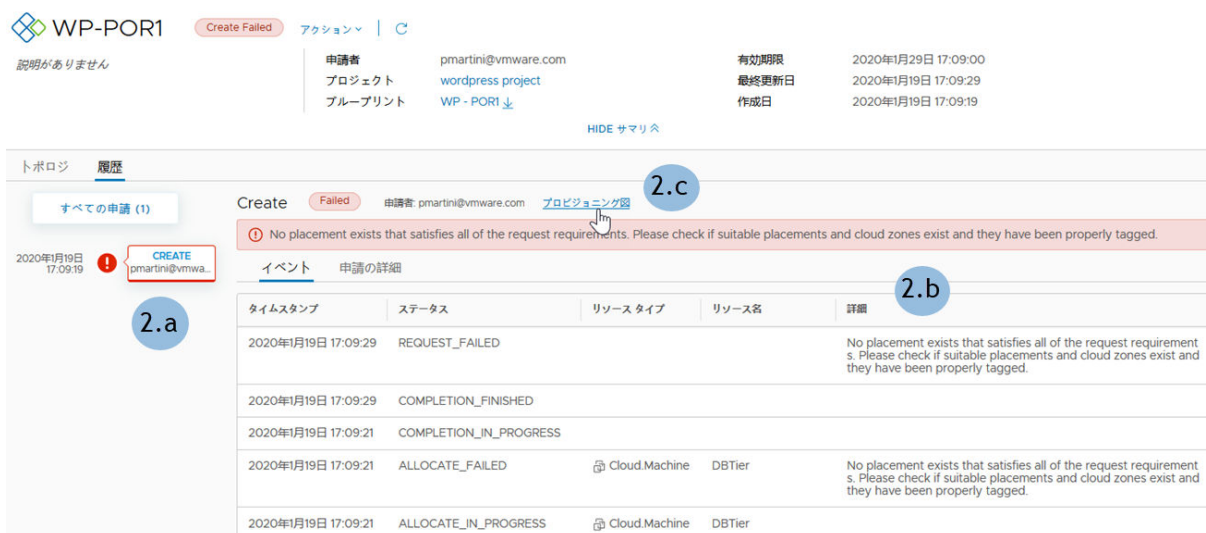 WP-POR1 Create Failed アクション
説明がありません
申請者 pmartini@vmware.com 有効期限 2020年1月29日 17:09:00
プロジェクト wordpress project 最終更新日 2020年1月19日 17:09:29
ブループリント WP - POR1 作成日 2020年1月19日 17:09:19
HIDE サマリ
トポロジ 履歴
すべての申請 (1)
Create Failed 申請者: pmartini@vmware.com プロビジョニング図
2.c
No placement exists that satisfies all of the request requirements. Please check if suitable placements and cloud zones exist and they have been properly tagged.
2020年1月19日
17:09:19
CREATE
pmartini@vmwa...
2.a
イベント 申請の詳細
2.b
タイムスタンプ ステータス リソース タイプ リソース名 詳細
2020年1月19日 17:09:29 REQUEST_FAILED No placement exists that satisfies all of the request requirement
s. Please check if suitable placements and cloud zones exist and
they have been properly tagged.
2020年1月19日 17:09:29 COMPLETION_FINISHED
2020年1月19日 17:09:21 COMPLETION_IN_PROGRESS
2020年1月19日 17:09:21 ALLOCATE_FAILED Cloud.Machine DBTier No placement exists that satisfies all of the request requirement
s. Please check if suitable placements and cloud zones exist and
they have been properly tagged.
2020年1月19日 17:09:21 ALLOCATE_IN_PROGRESS Cloud.Machine DBTier